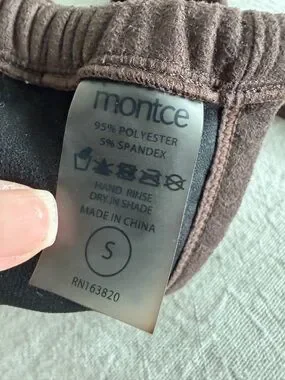 montce
95% POLYESTER
5% SPANDEX
HAND RINSE
DRY IN SHADE
MADE IN CHINA
S
RN163820